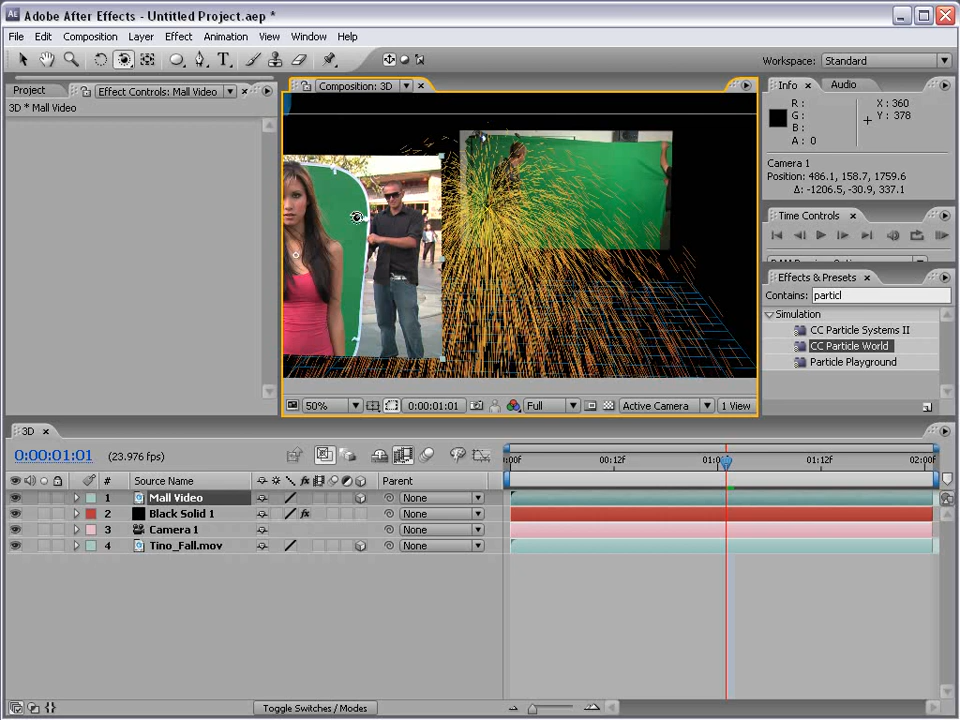 Adobe After Effects - Untitled Project.aep *
File Edit Composition Layer Effect Animation View Window Help
Workspace: Standard
Project Effect Controls: Mall Video
3D * Mall Video
Composition: 3D
Info Audio
R :
G :
B :
A : 0
X : 360
Y : 378
Camera 1
Position: 486.1, 158.7, 1759.6
Δ: -1206.5, -30.9, 337.1
Time Controls
Effects & Presets
Contains: particl
Simulation
CC Particle Systems II
CC Particle World
Particle Playground
50% 0:00:01:01 Full Active Camera 1 View
3D
0:00:01:01 (23.976 fps)
00f 00:12f 01:0 01:12f 02:00f
# Source Name Parent
1 Mall Video None
2 Black Solid 1 None
3 Camera 1 None
4 Tino_Fall.mov None
Toggle Switches / Modes